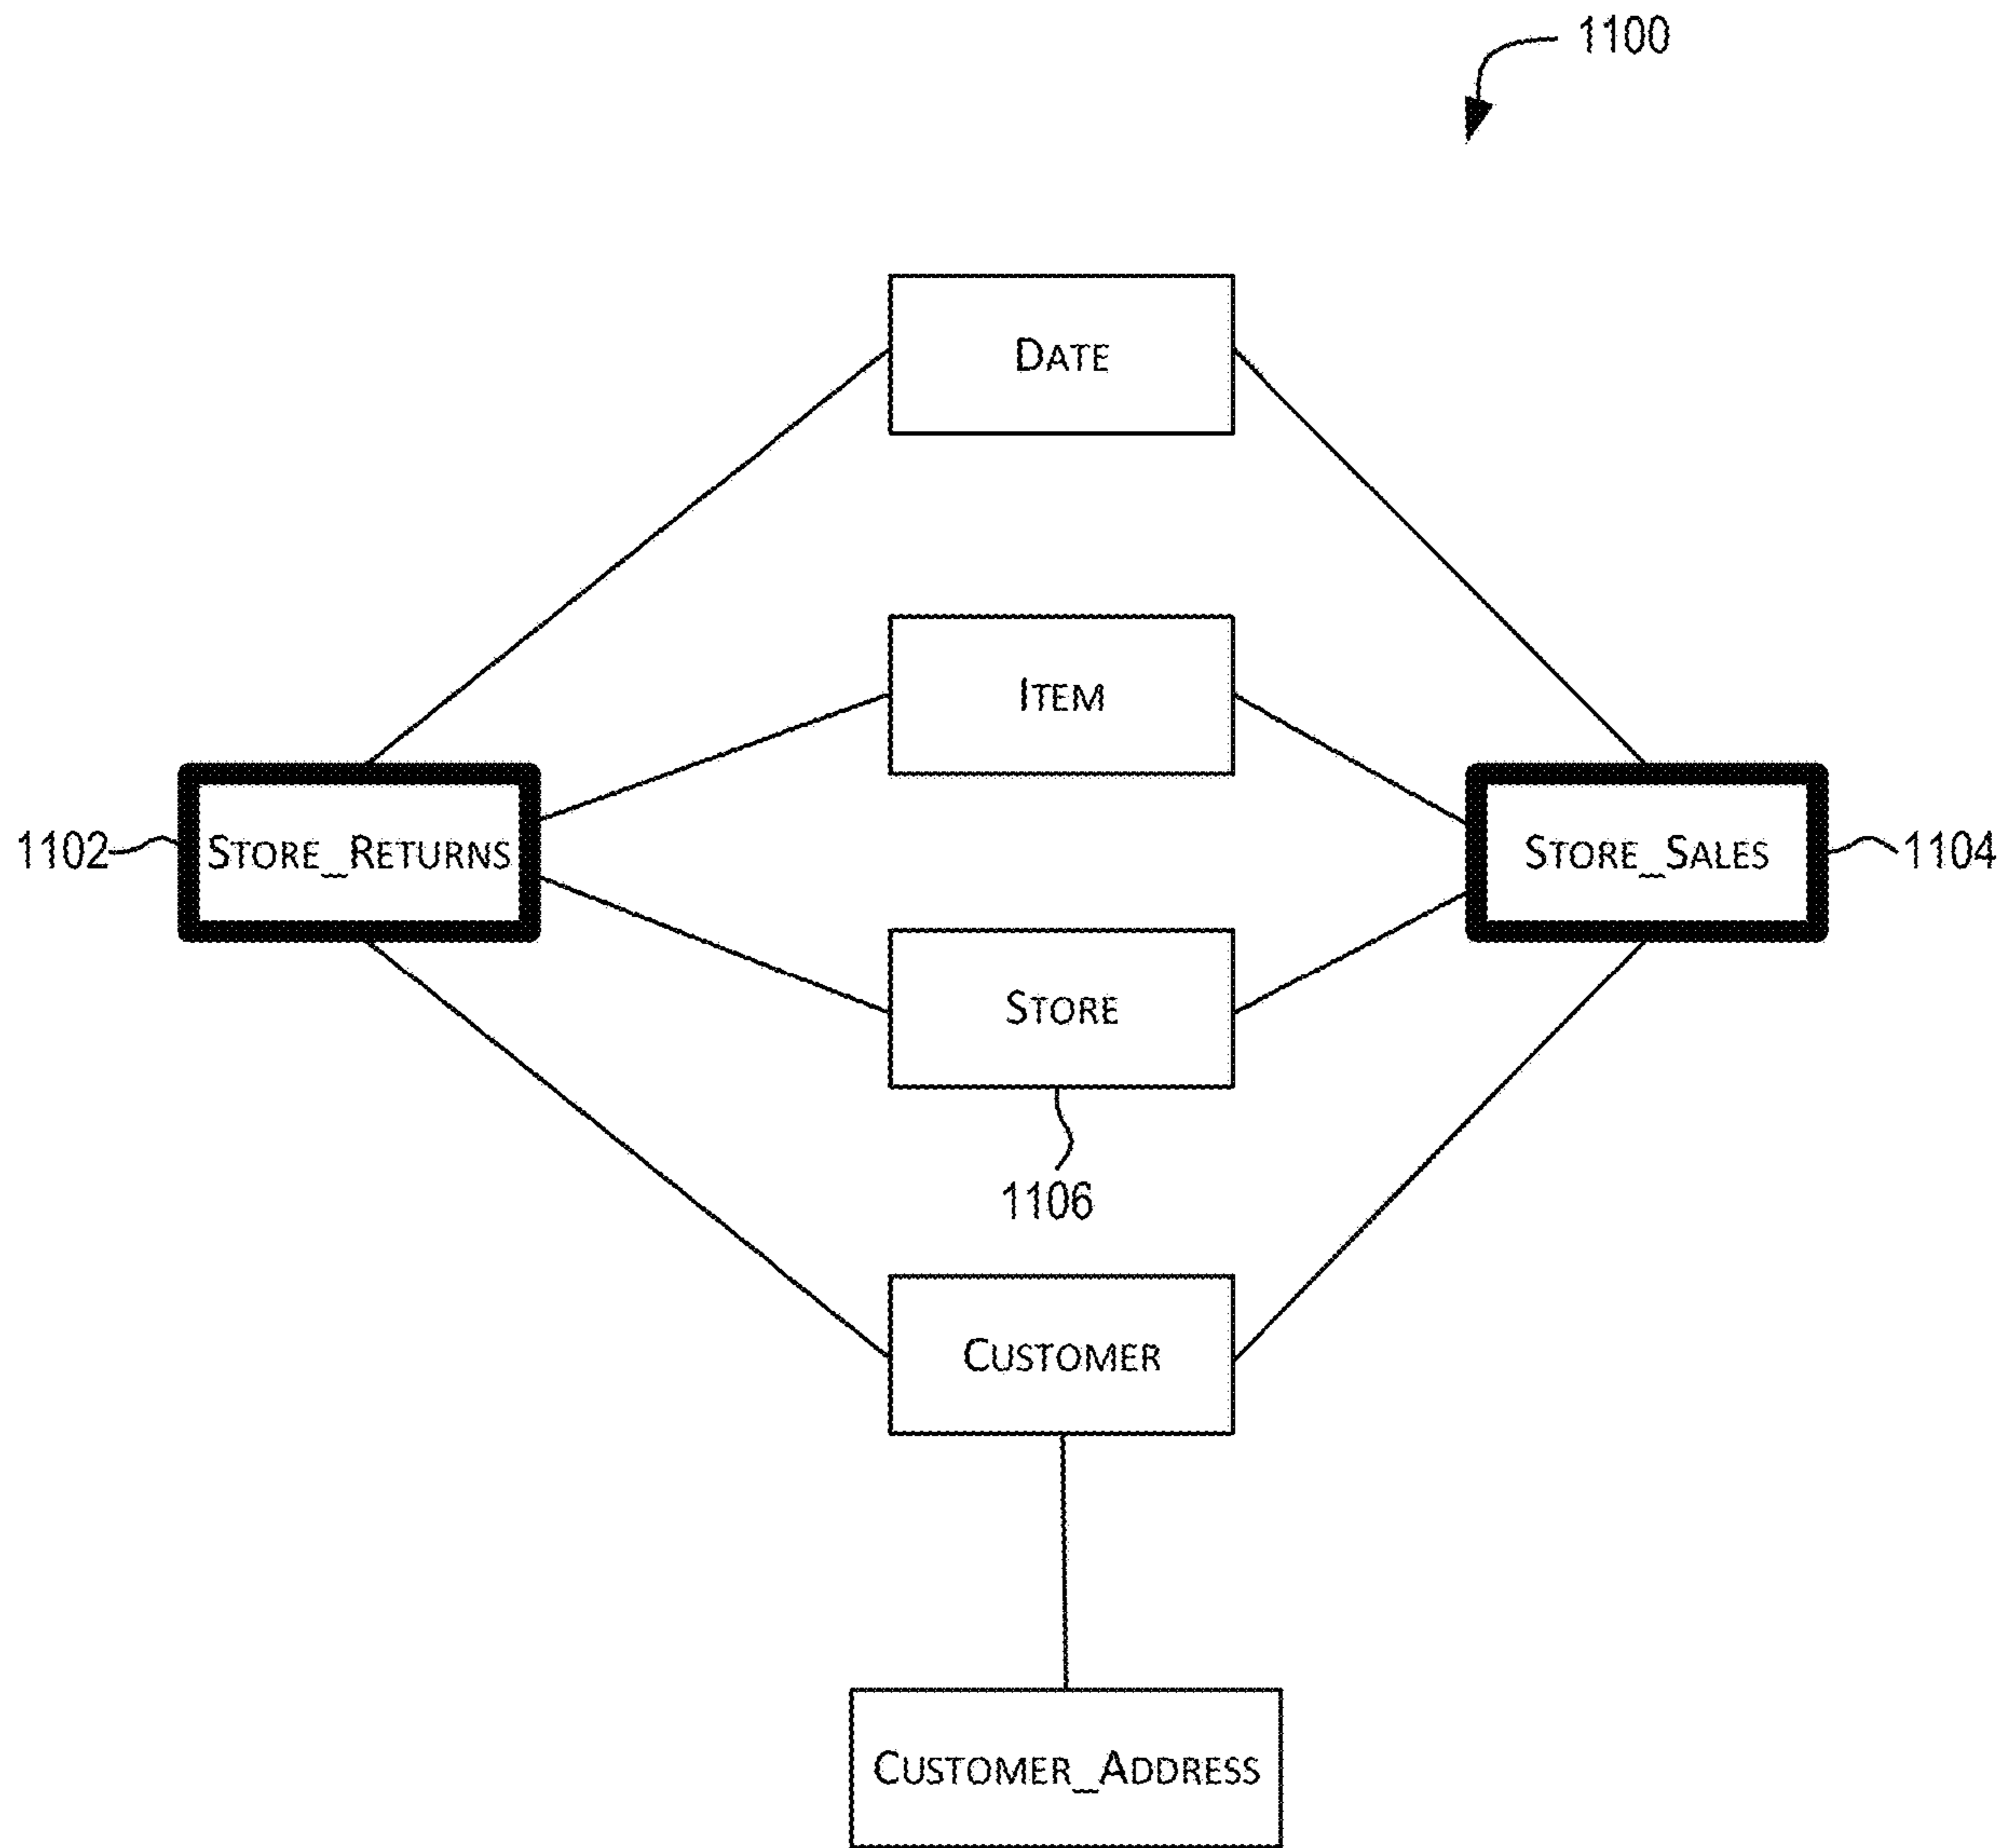 1100
DATE
ITEM
1102
STORE_RETURNS
STORE_SALES
1104
STORE
1106
CUSTOMER
CUSTOMER_ADDRESS